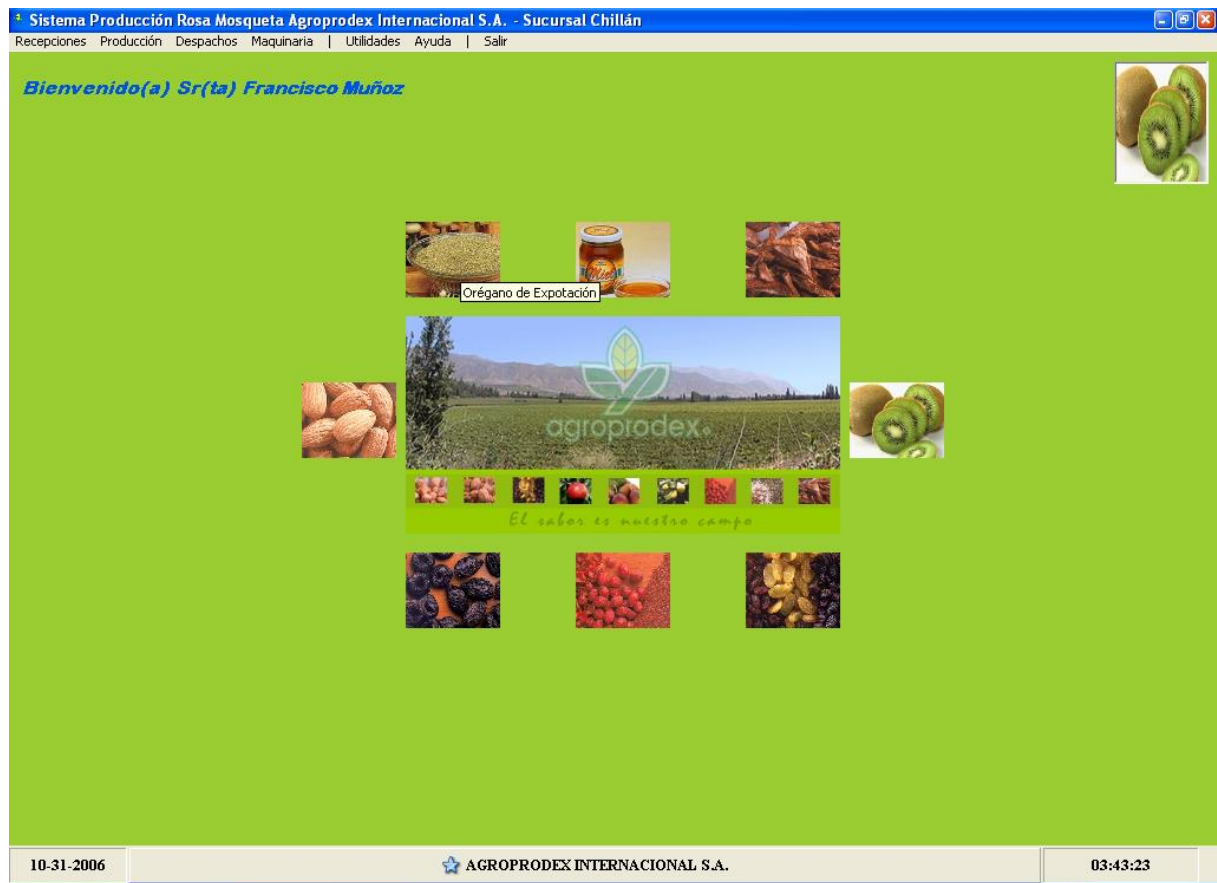 Sistema Producción Rosa Mosqueta Agroprodex Internacional S.A. - Sucursal Chillán
Recepciones Producción Despachos Maquinaria | Utilidades Ayuda | Salir
Bienvenido(a) Sr(ta) Francisco Muñoz
Miel
Orégano de Expotación
agroprodex
El sabor es nuestro campo
10-31-2006
AGROPRODEX INTERNACIONAL S.A.
03:43:23